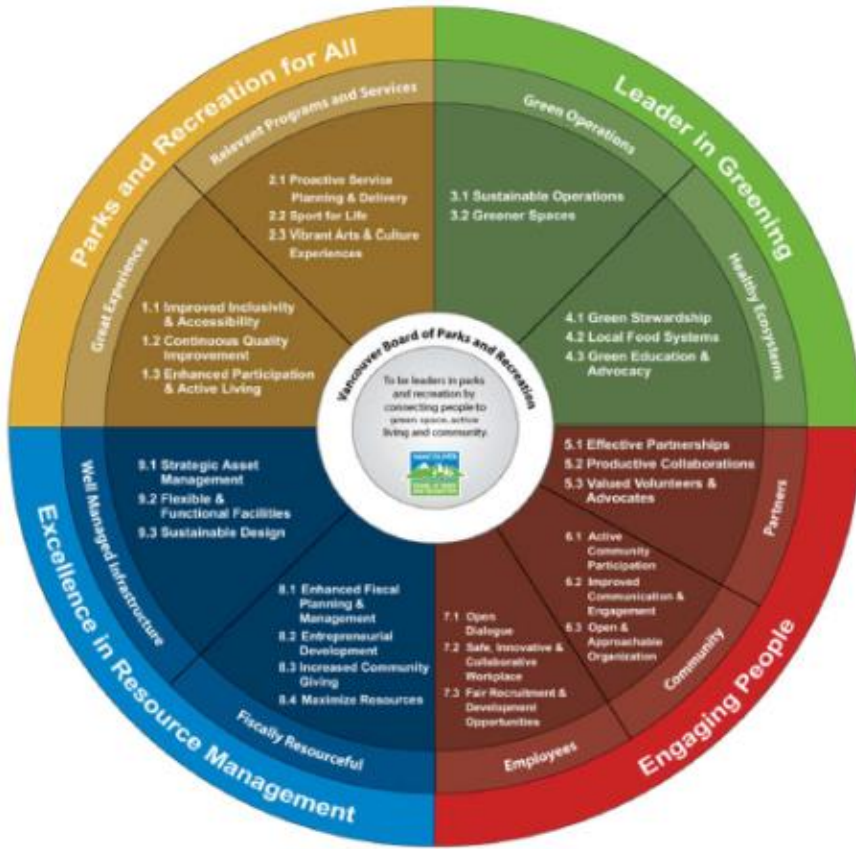 Parks and Recreation for All
Great Experiences
1.1 Improved Inclusivity
& Accessibility
1.2 Continuous Quality
Improvement
1.3 Enhanced Participation
& Active Living
Relevant Programs and Services
2.1 Proactive Service
Planning & Delivery
2.2 Sport for Life
2.3 Vibrant Arts & Culture
Experiences
Leader in Greening
Green Operations
3.1 Sustainable Operations
3.2 Greener Spaces
Healthy Ecosystems
4.1 Green Stewardship
4.2 Local Food Systems
4.3 Green Education &
Advocacy
Vancouver Board of Parks and Recreation
To be leaders in parks
and recreation by
connecting people to
green space, active
living and community.
VANCOUVER
Engaging People
Partners
5.1 Effective Partnerships
5.2 Productive Collaborations
5.3 Valued Volunteers &
Advocates
Community
6.1 Active
Community
Participation
6.2 Improved
Communication &
Engagement
6.3 Open &
Approachable
Organization
Employees
7.1 Open
Dialogue
7.2 Safe, Innovative &
Collaborative
Workplace
7.3 Fair Recruitment &
Development
Opportunities
Excellence in Resource Management
Fiscally Resourceful
8.1 Enhanced Fiscal
Planning &
Management
8.2 Entrepreneurial
Development
8.3 Increased Community
Giving
8.4 Maximize Resources
Well Managed Infrastructure
9.1 Strategic Asset
Management
9.2 Flexible &
Functional Facilities
9.3 Sustainable Design